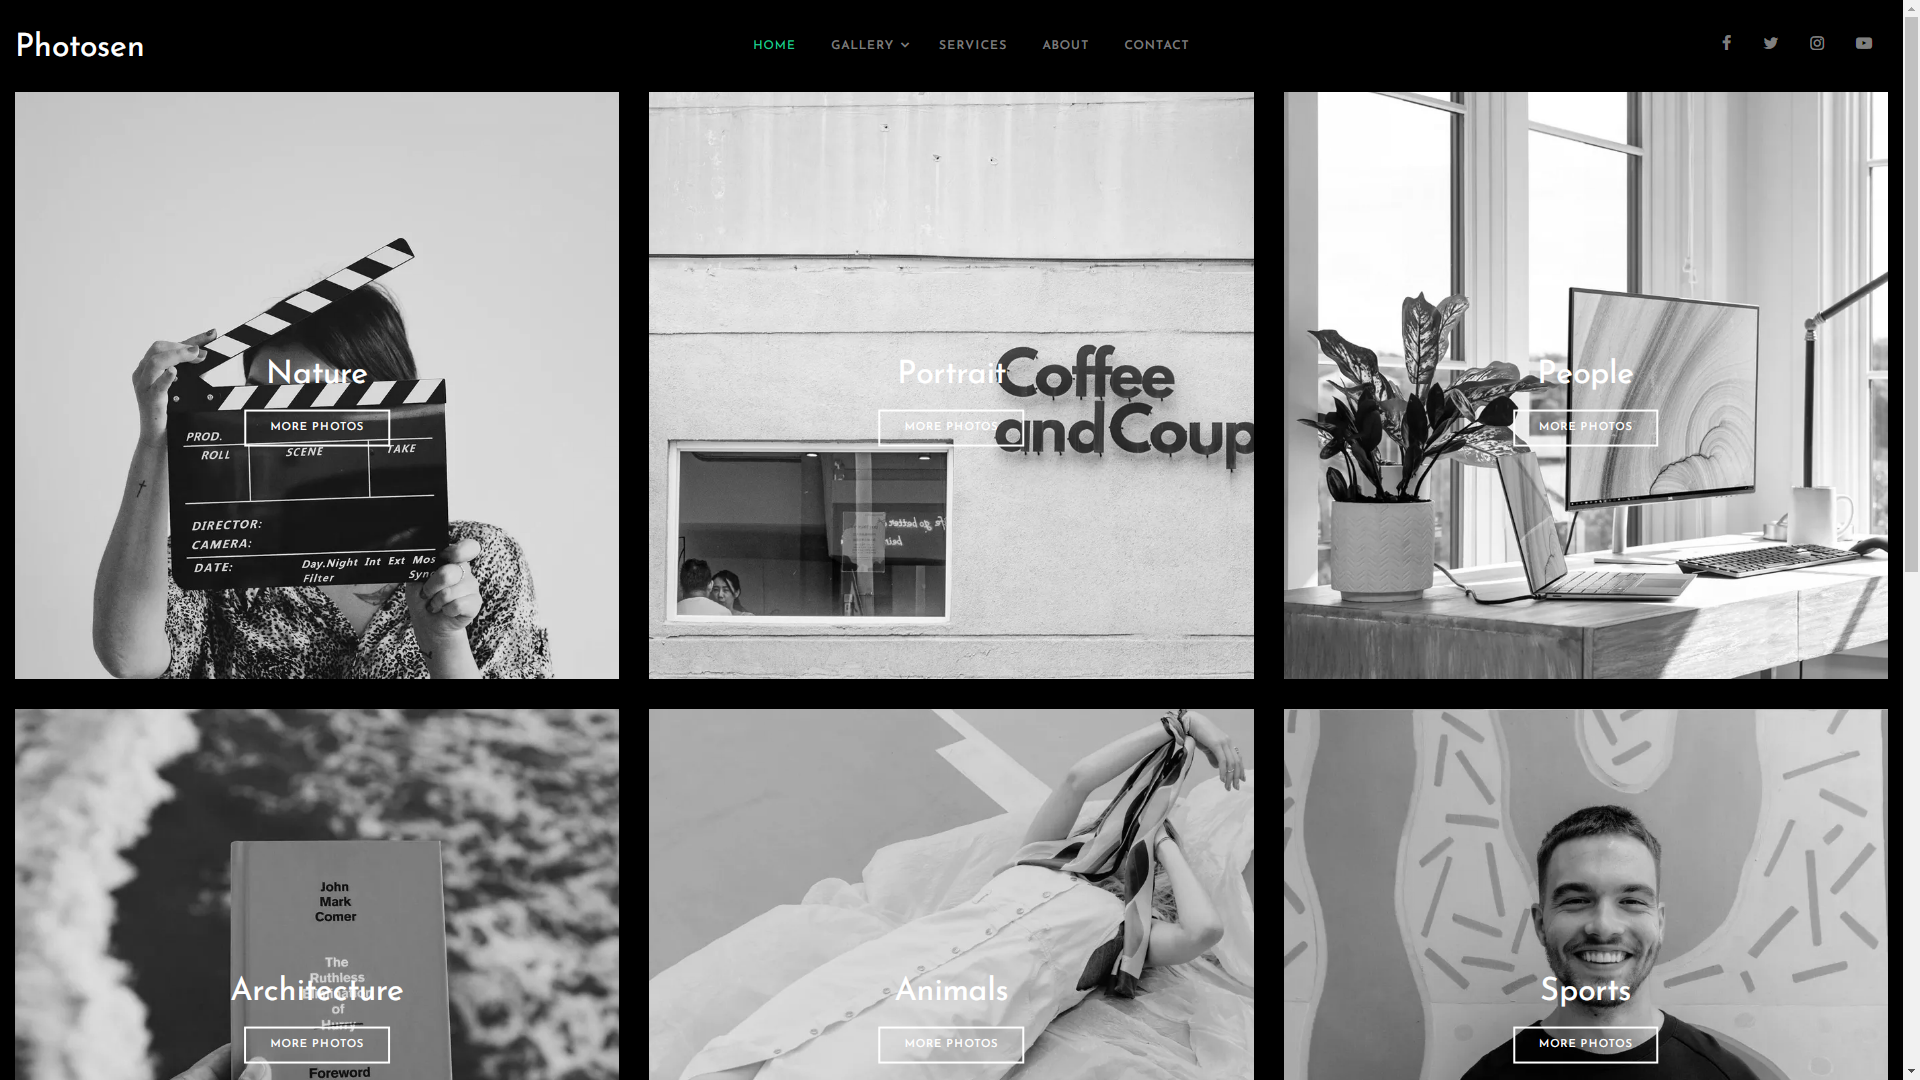 Photosen
HOME
GALLERY
SERVICES
ABOUT
CONTACT
Nature
MORE PHOTOS
PROD.
ROLL
SCENE
TAKE
DIRECTOR:
CAMERA:
DATE:
Day.Night Int Ext Mos
Filter
Sync
Portrait
MORE PHOTOS
Coffee
and Coup
go better
People
MORE PHOTOS
John
Mark
Comer
The
Ruthless
of
Hurry
Foreword
Architecture
MORE PHOTOS
Animals
MORE PHOTOS
Sports
MORE PHOTOS